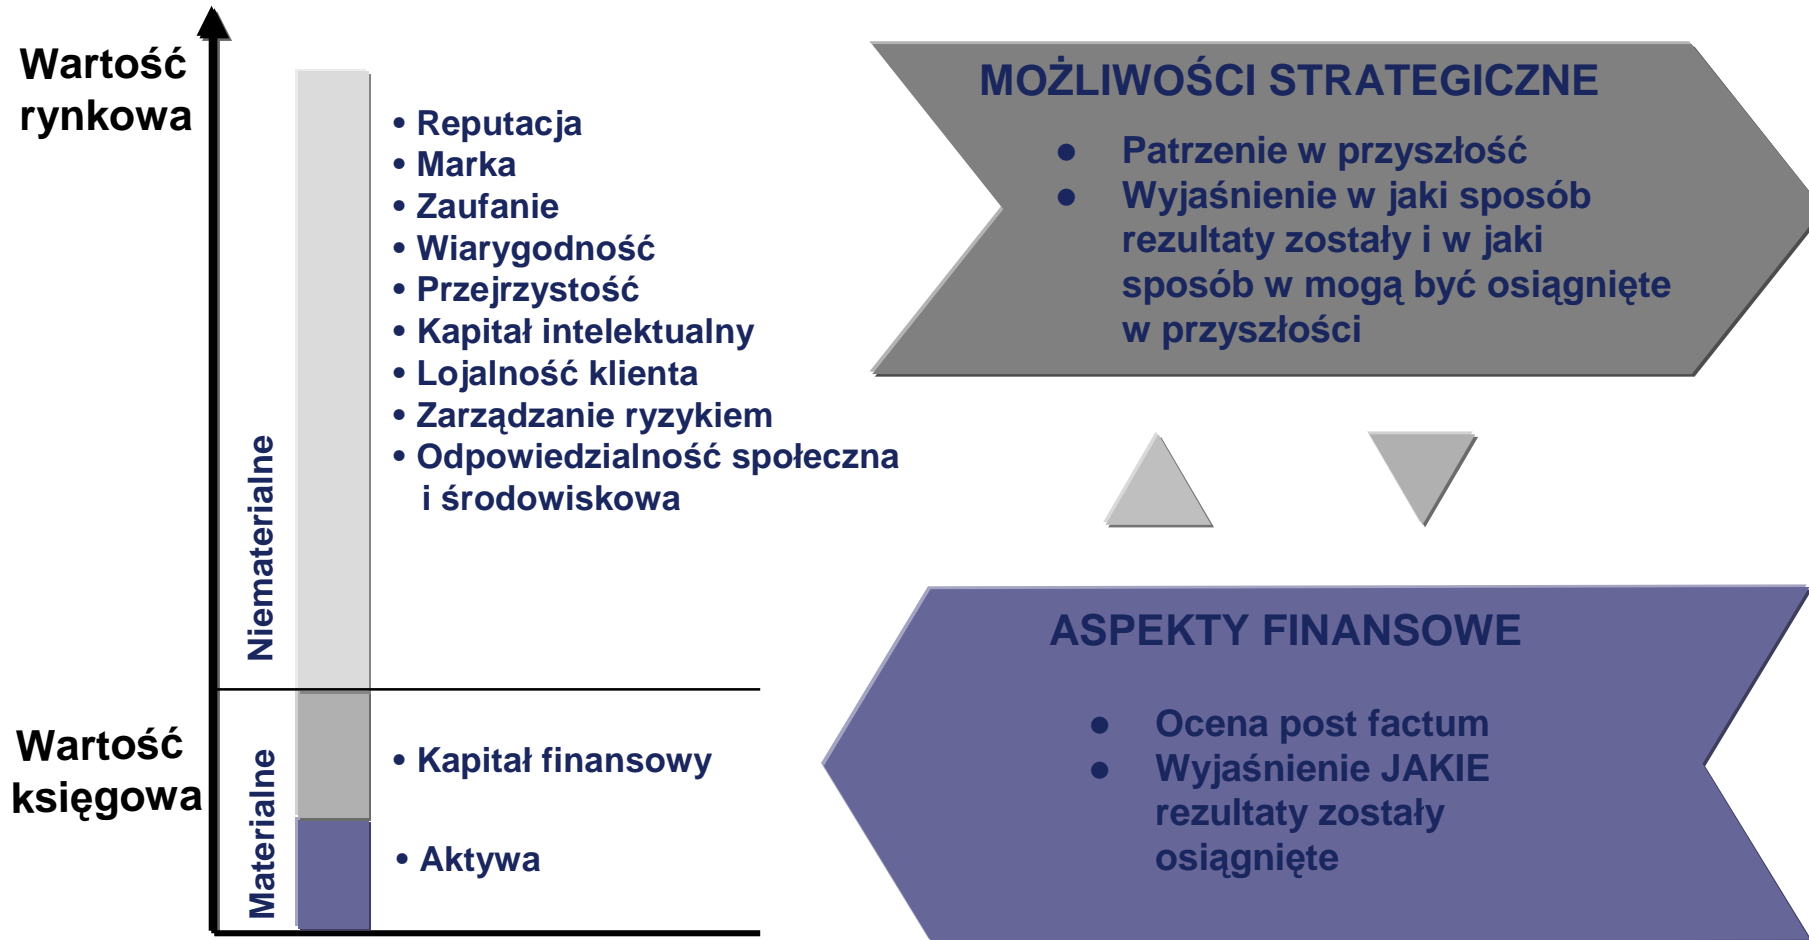 Wartość
rynkowa
• Reputacja
• Marka
• Zaufanie
• Wiarygodność
• Przejrzystość
• Kapitał intelektualny
• Lojalność klienta
• Zarządzanie ryzykiem
• Odpowiedzialność społeczna
i środowiskowa
Niematerialne
Wartość
księgowa
Materialne
• Kapitał finansowy
• Aktywa
MOŻLIWOŚCI STRATEGICZNE
● Patrzenie w przyszłość
● Wyjaśnienie w jaki sposób
rezultaty zostały i w jaki
sposób w mogą być osiągnięte
w przyszłości
ASPEKTY FINANSOWE
● Ocena post factum
● Wyjaśnienie JAKIE
rezultaty zostały
osiągnięte